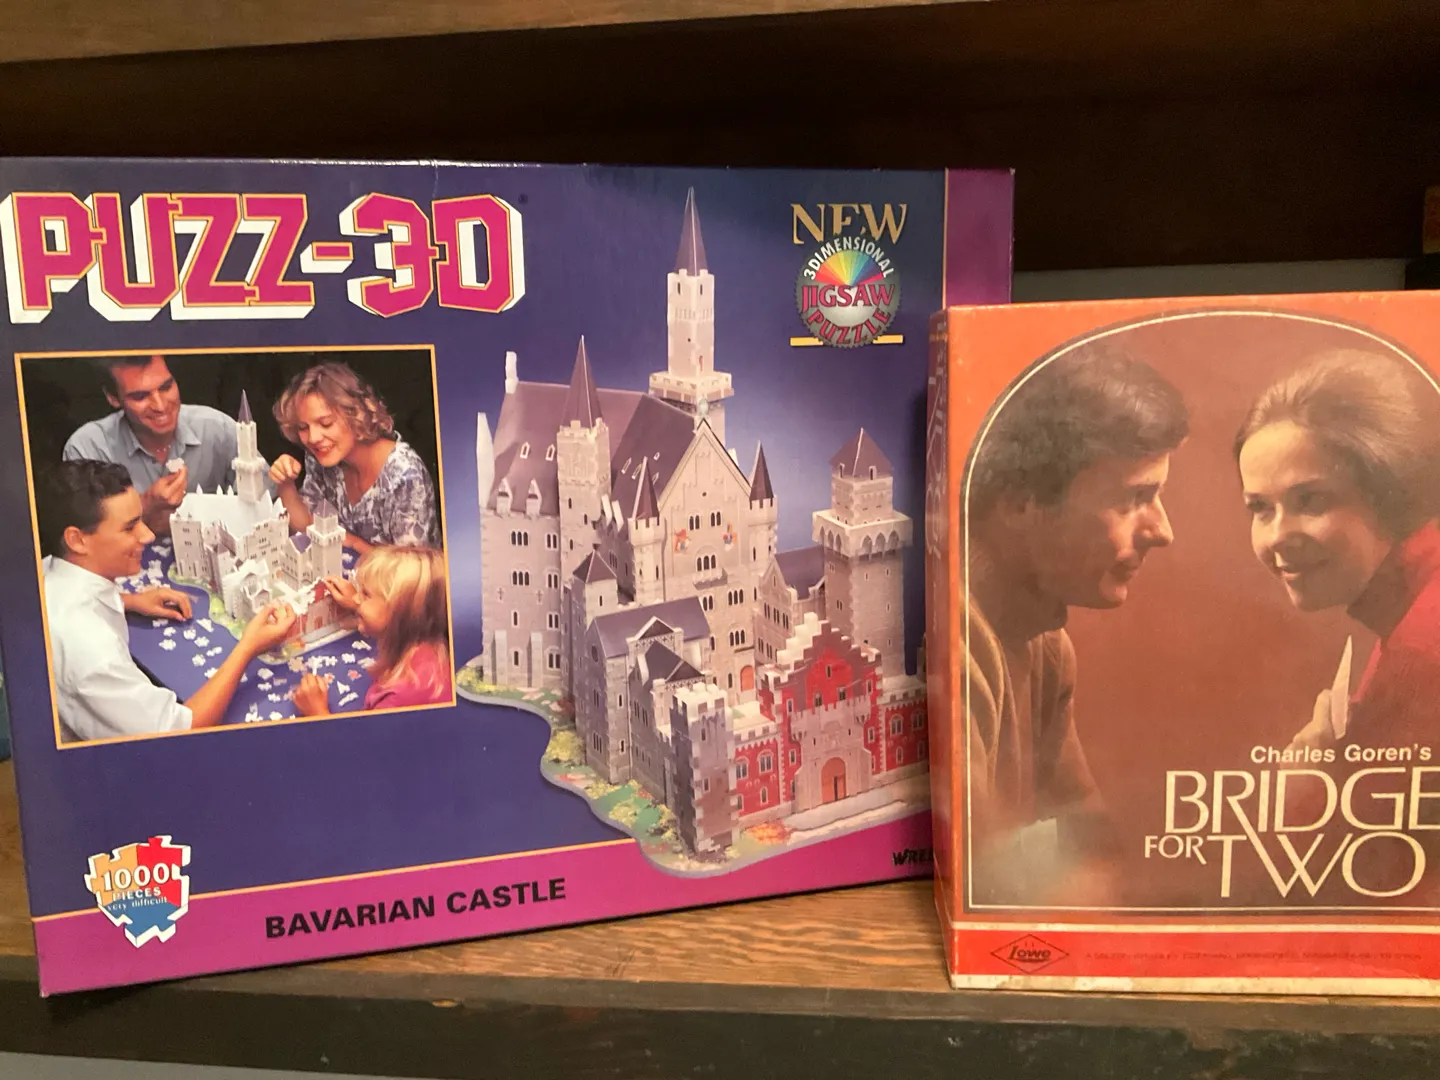 PUZZ-3D
NEW
3DIMENSIONAL
JIGSAW
PUZZLE
1000
PIECES
very difficult
BAVARIAN CASTLE
Charles Goren's
BRIDGE
FOR TWO
Lowe